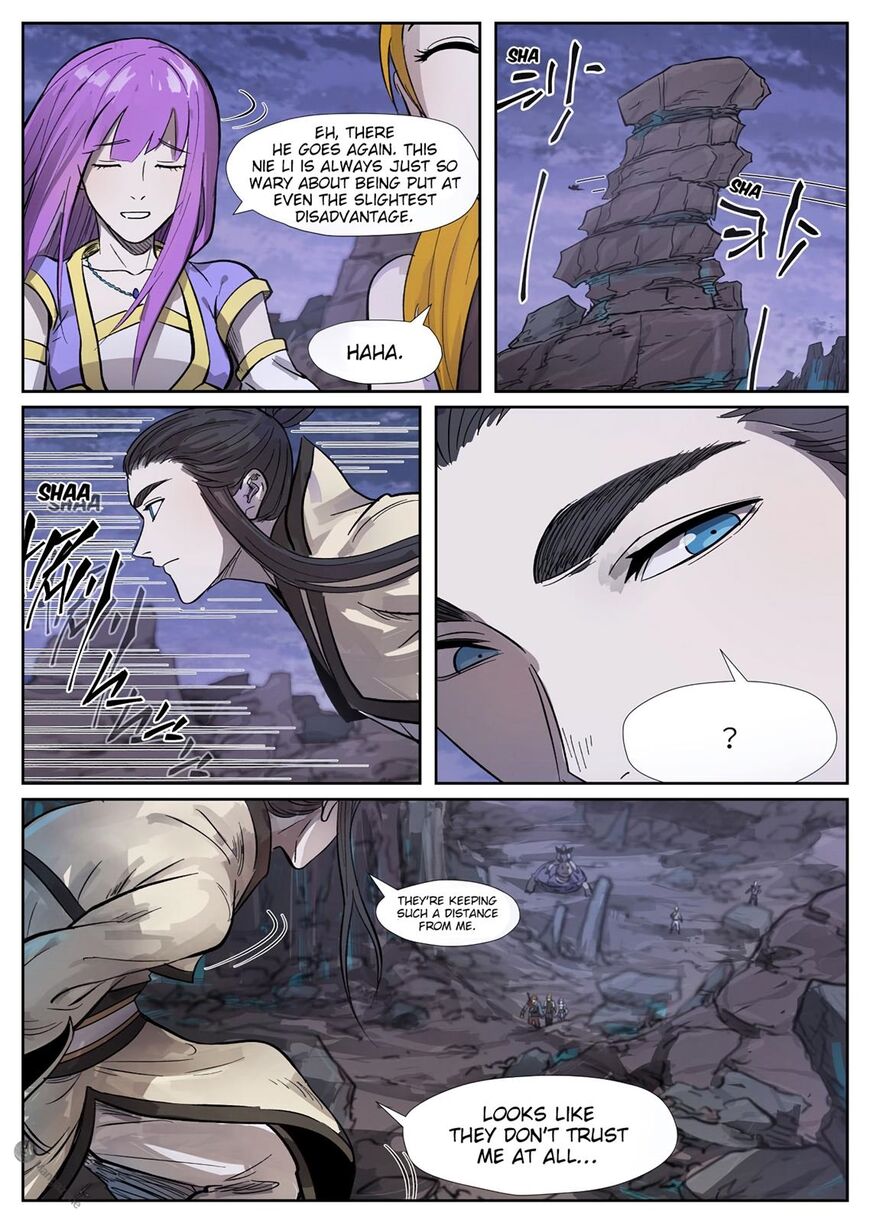 EH, THERE
HE GOES AGAIN. THIS
NIE LI IS ALWAYS JUST SO
WARY ABOUT BEING PUT AT
EVEN THE SLIGHTEST
DISADVANTAGE.
HAHA.
SHA
SHA
SHAA
SHAA
?
THEY'RE KEEPING
SUCH A DISTANCE
FROM ME.
LOOKS LIKE
THEY DON'T TRUST
ME AT ALL...